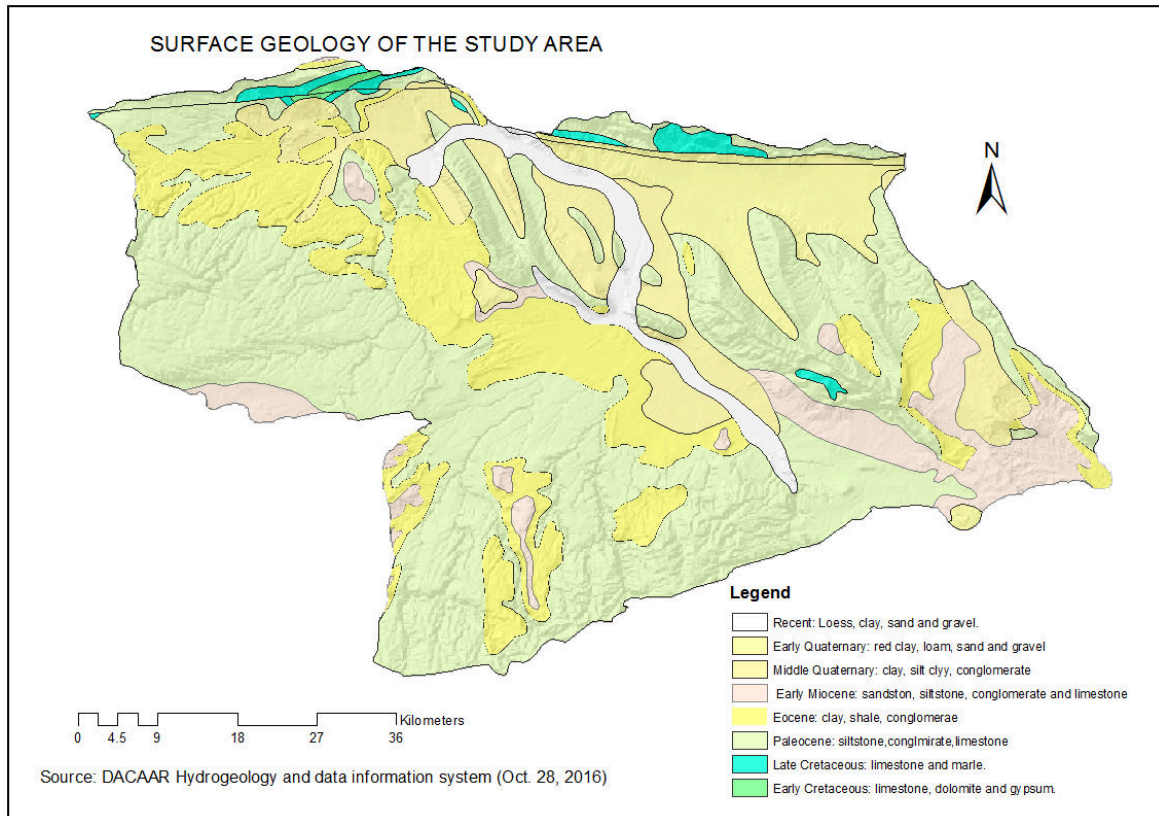 SURFACE GEOLOGY OF THE STUDY AREA
N
Legend
Recent: Loess, clay, sand and gravel.
Early Quaternary: red clay, loam, sand and gravel
Middle Quaternary: clay, silt clyy, conglomerate
Early Miocene: sandston, siltstone, conglomerate and limestone
Eocene: clay, shale, conglomerae
Paleocene: siltstone,conglmirate,limestone
Late Cretaceous: limestone and marle.
Early Cretaceous: limestone, dolomite and gypsum.
Kilometers
0 4.5 9 18 27 36
Source: DACAAR Hydrogeology and data information system (Oct. 28, 2016)